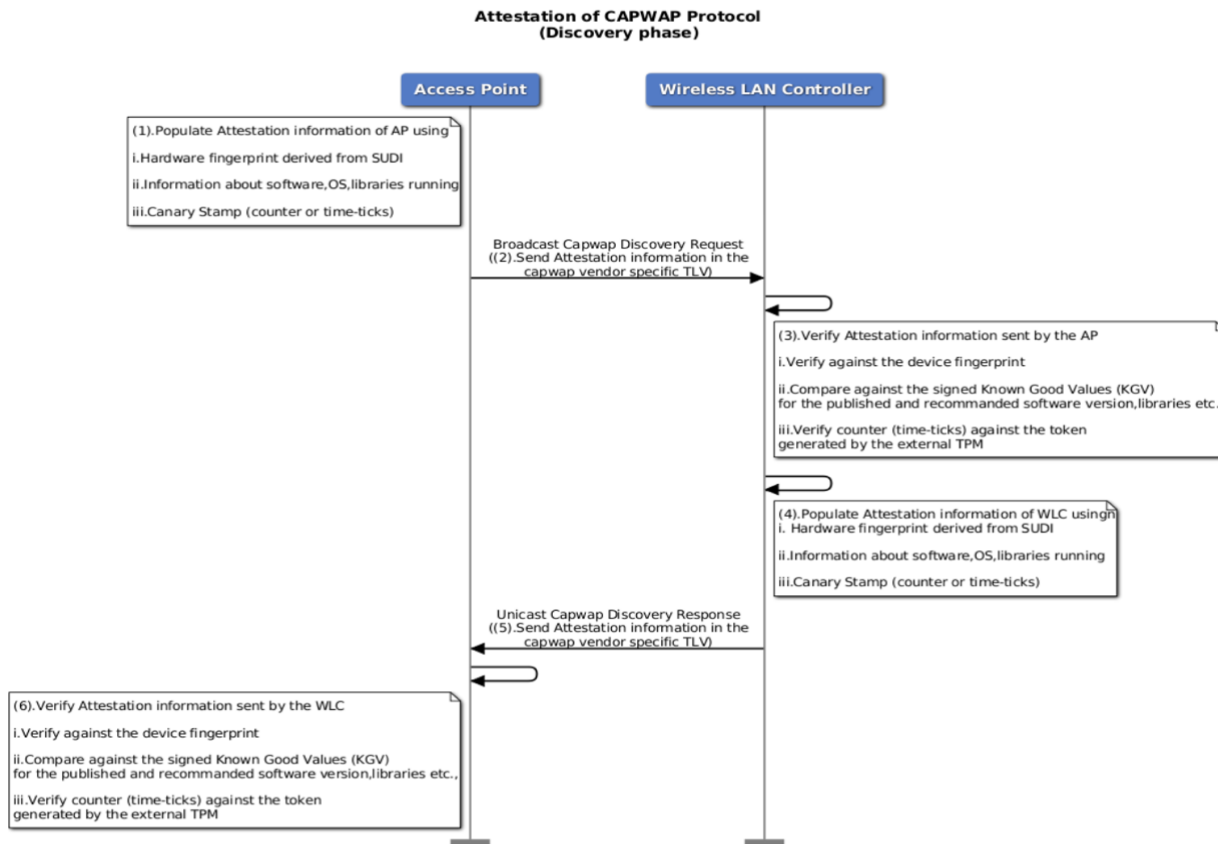 Attestation of CAPWAP Protocol
(Discovery phase)
Access Point
Wireless LAN Controller
(1).Populate Attestation information of AP using
i.Hardware fingerprint derived from SUDI
ii.Information about software,OS,libraries running
iii.Canary Stamp (counter or time-ticks)
Broadcast Capwap Discovery Request
((2).Send Attestation information in the
capwap vendor specific TLV)
(3).Verify Attestation information sent by the AP
i.Verify against the device fingerprint
ii.Compare against the signed Known Good Values (KGV)
for the published and recommanded software version,libraries etc.
iii.Verify counter (time-ticks) against the token
generated by the external TPM
(4).Populate Attestation information of WLC usingn
i. Hardware fingerprint derived from SUDI
ii.Information about software,OS,libraries running
iii.Canary Stamp (counter or time-ticks)
Unicast Capwap Discovery Response
((5).Send Attestation information in the
capwap vendor specific TLV)
(6).Verify Attestation information sent by the WLC
i.Verify against the device fingerprint
ii.Compare against the signed Known Good Values (KGV)
for the published and recommanded software version,libraries etc.,
iii.Verify counter (time-ticks) against the token
generated by the external TPM